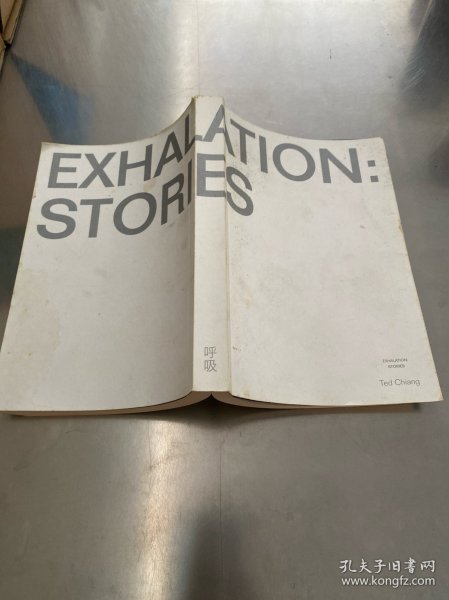 EXHALATION:
STORIES
呼吸
EXHALATION
STORIES
Ted Chiang
孔夫子旧书网
www.kongfz.com